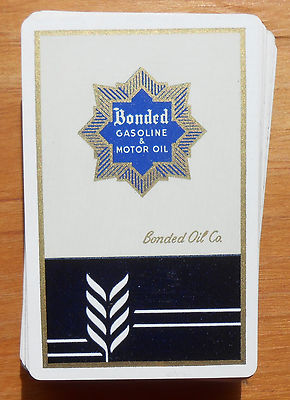 Bonded
GASOLINE
&
MOTOR OIL
Bonded Oil Co.